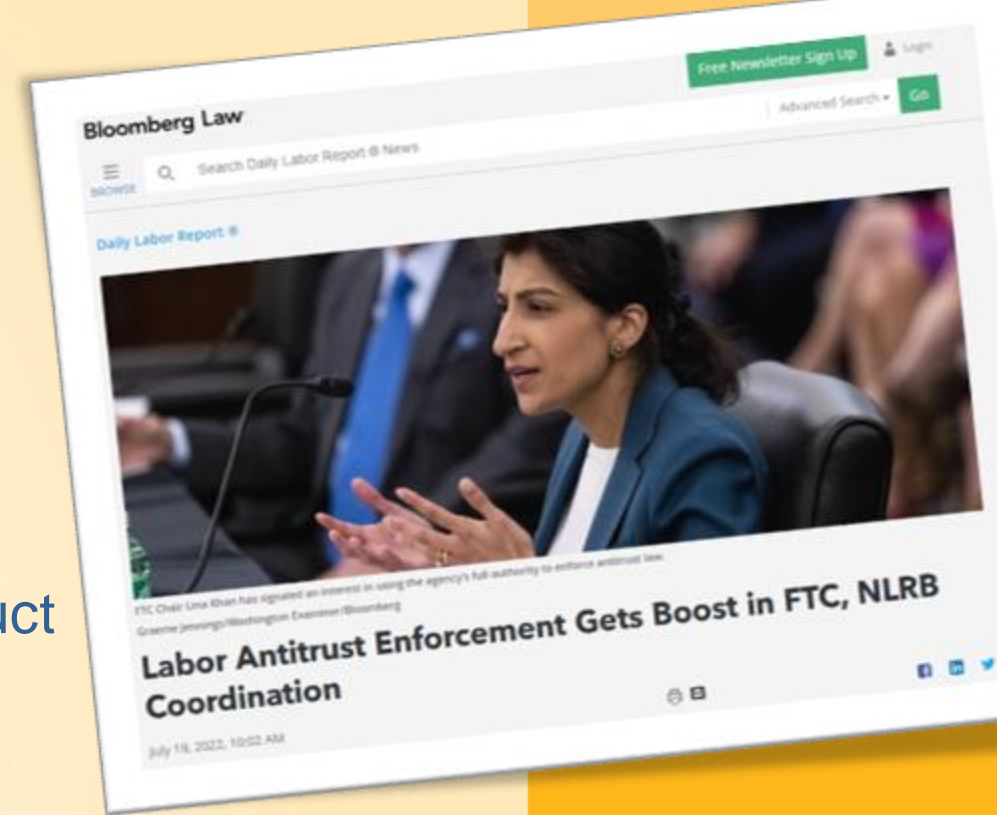 Bloomberg Law
Free Newsletter Sign Up
Login
BROWSE
Search Daily Labor Report ® News
Advanced Search
Go
Daily Labor Report ®
FTC Chair Lina Khan has signaled an interest in using the agency's full authority to enforce antitrust law.
Graeme Jennings/Washington Examiner/Bloomberg
uct
Labor Antitrust Enforcement Gets Boost in FTC, NLRB
Coordination
2022, 10:02 AM